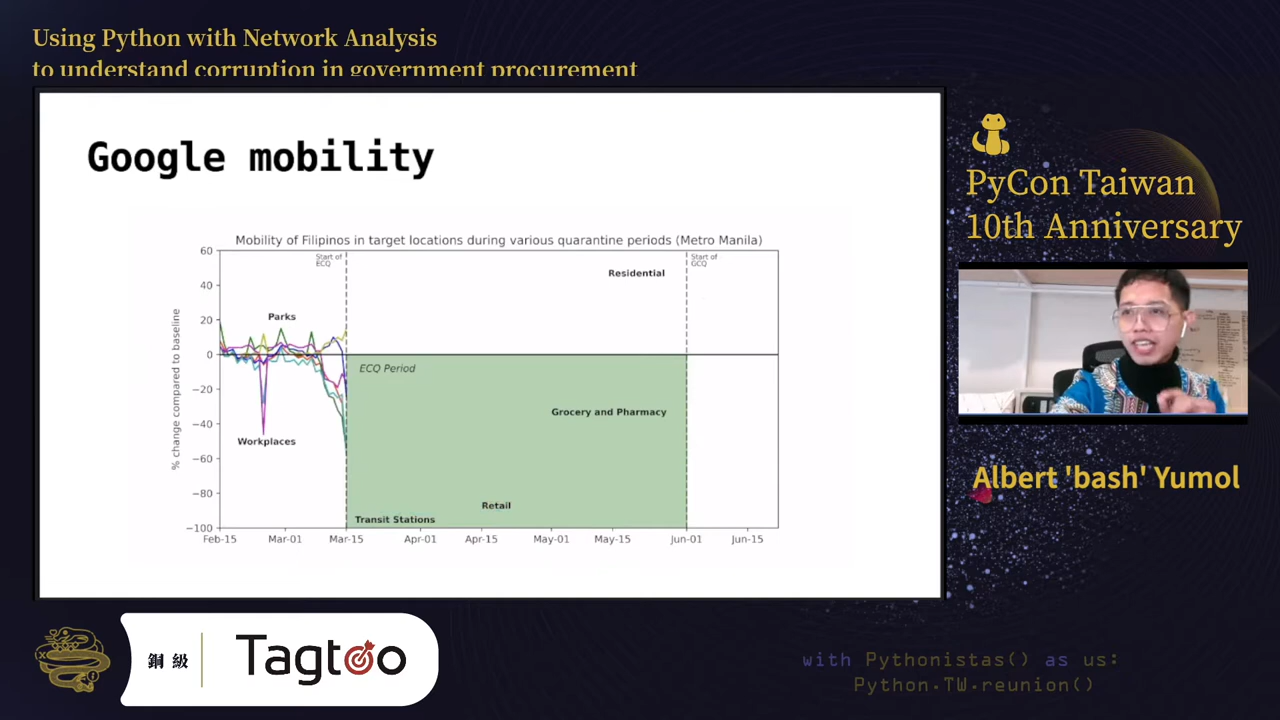 Using Python with Network Analysis
to understand corruption in government procurement
Google mobility
Mobility of Filipinos in target locations during various quarantine periods (Metro Manila)
% change compared to baseline
60
40
20
0
−20
−40
−60
−80
−100
Feb-15
Mar-01
Mar-15
Apr-01
Apr-15
May-01
May-15
Jun-01
Jun-15
Start of
ECQ
Start of
GCQ
Residential
Parks
ECQ Period
Grocery and Pharmacy
Workplaces
Retail
Transit Stations
PyCon Taiwan
10th Anniversary
Albert 'bash' Yumol
銅級
Tagtoo
with Pythonistas() as us:
Python.TW.reunion()